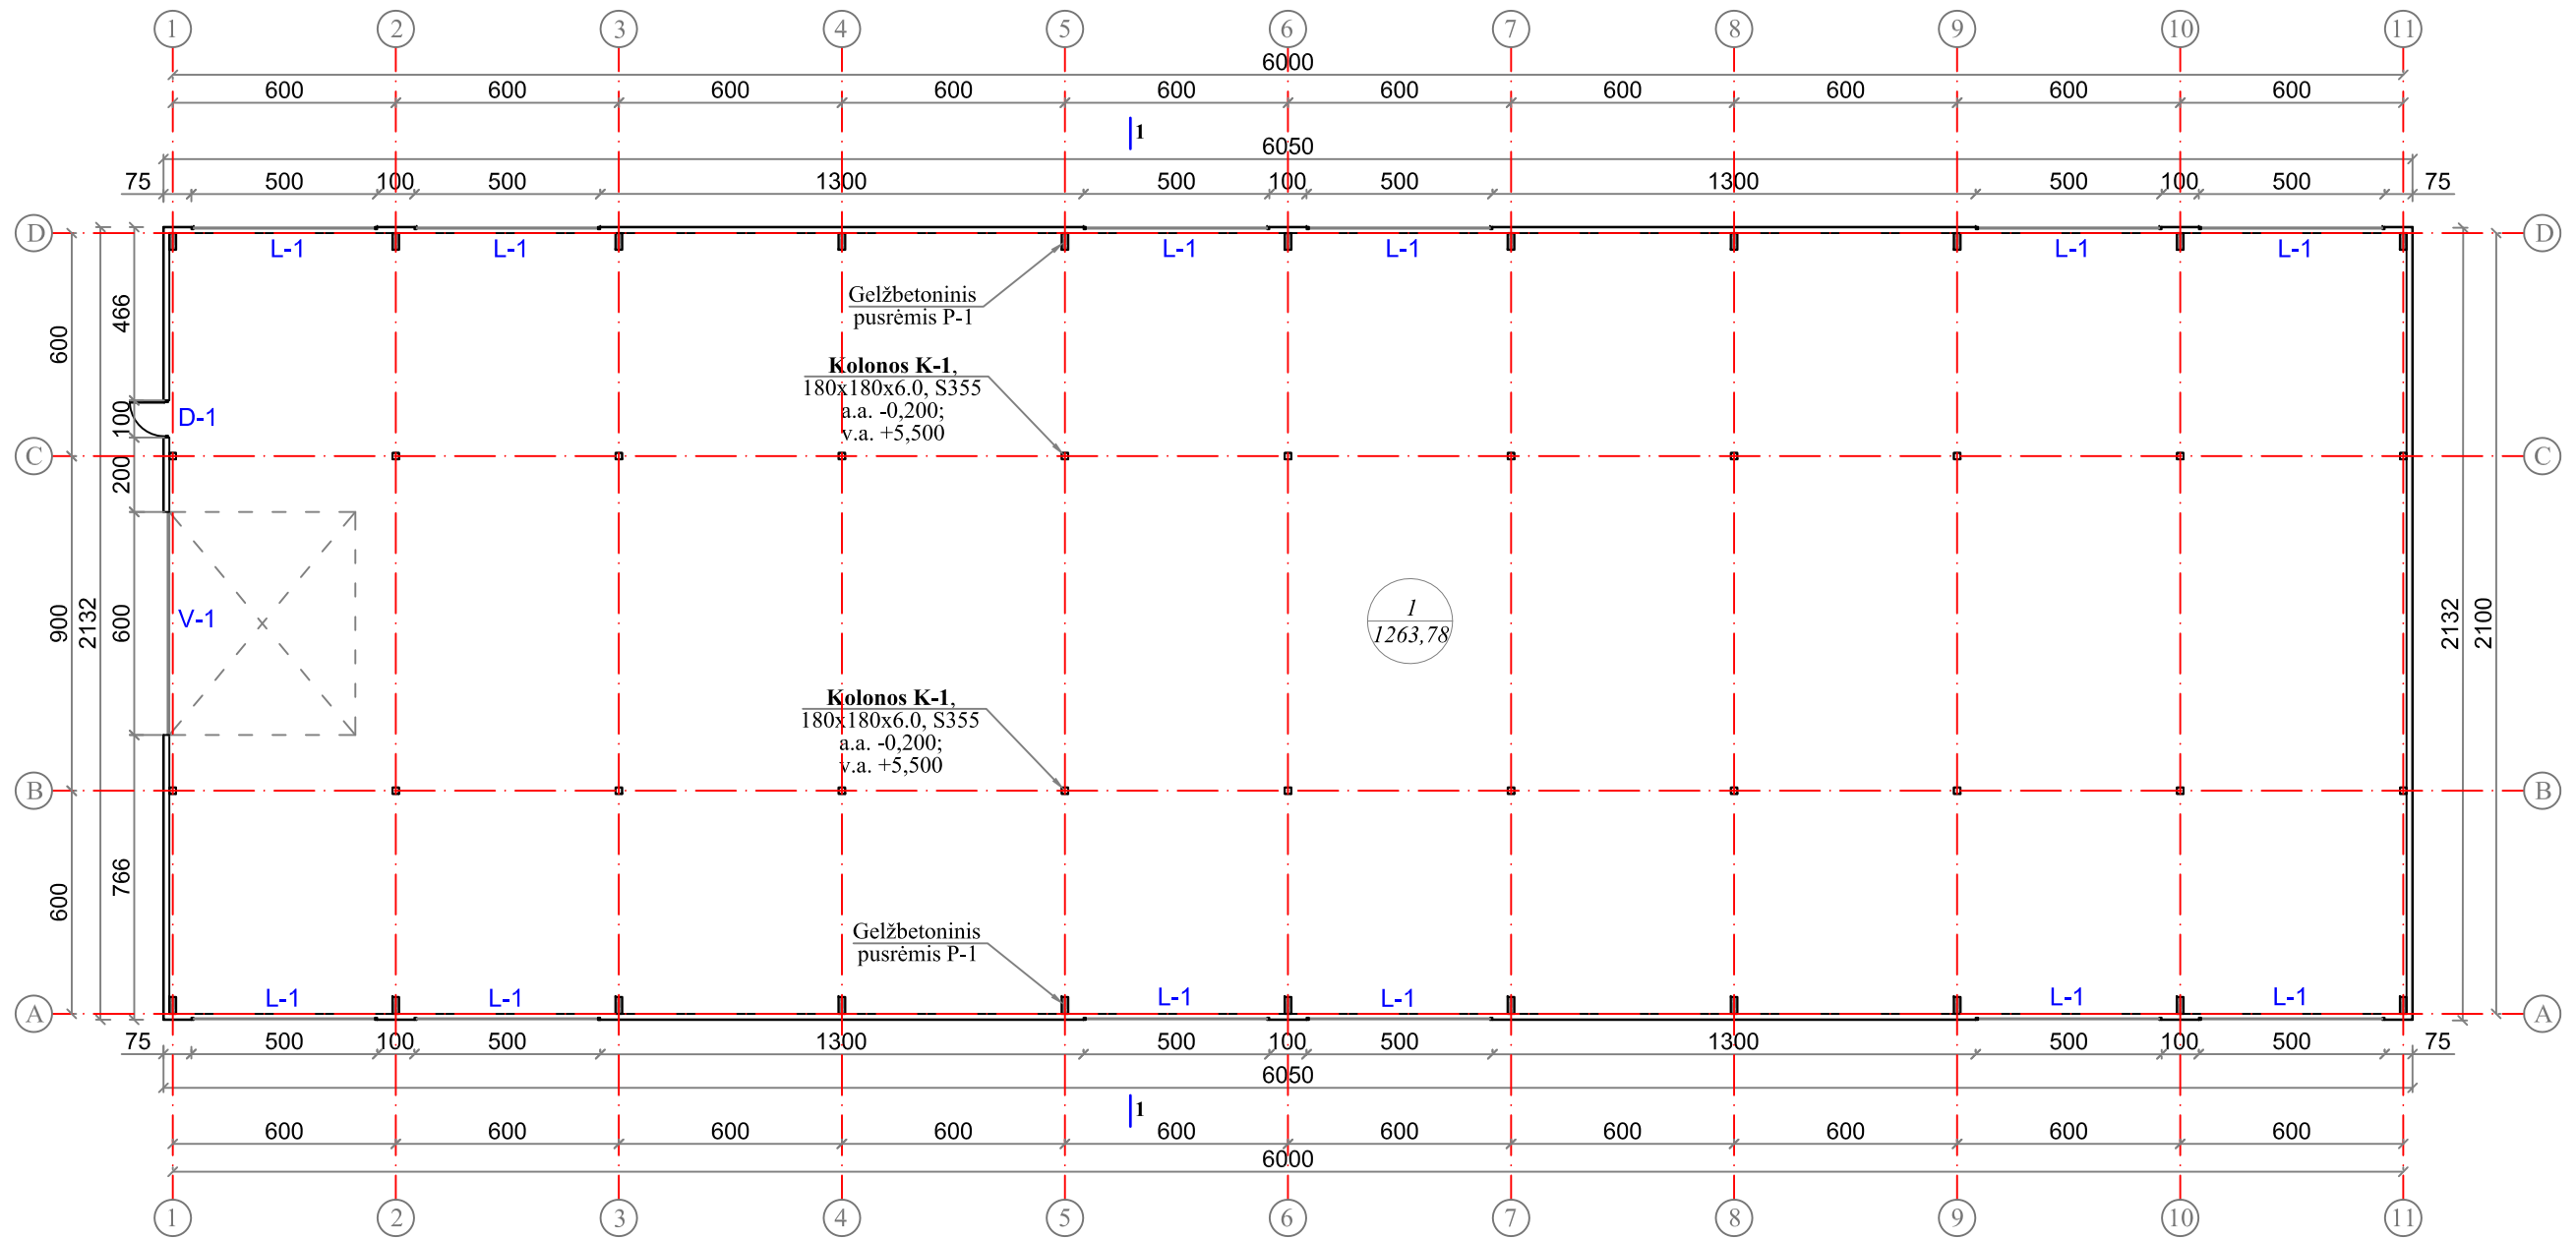 1 2 3 4 5 6 7 8 9 10 11
6000
600 600 600 600 600 600 600 600 600 600
1
6050
75 500 100 500 1300 500 100 500 1300 500 100 500 75
D D
L-1 L-1 L-1 L-1 L-1 L-1
466
600
Gelžbetoninis
pusrėmis P-1
Kolonos K-1,
180x180x6.0, S355
a.a. -0,200;
v.a. +5,500
100
D-1
C C
200
900
2132
600
V-1
1
1263,78
2132
2100
Kolonos K-1,
180x180x6.0, S355
a.a. -0,200;
v.a. +5,500
B B
766
600
Gelžbetoninis
pusrėmis P-1
L-1 L-1 L-1 L-1 L-1 L-1
A A
75 500 100 500 1300 500 100 500 1300 500 100 500 75
6050
1
600 600 600 600 600 600 600 600 600 600
6000
1 2 3 4 5 6 7 8 9 10 11